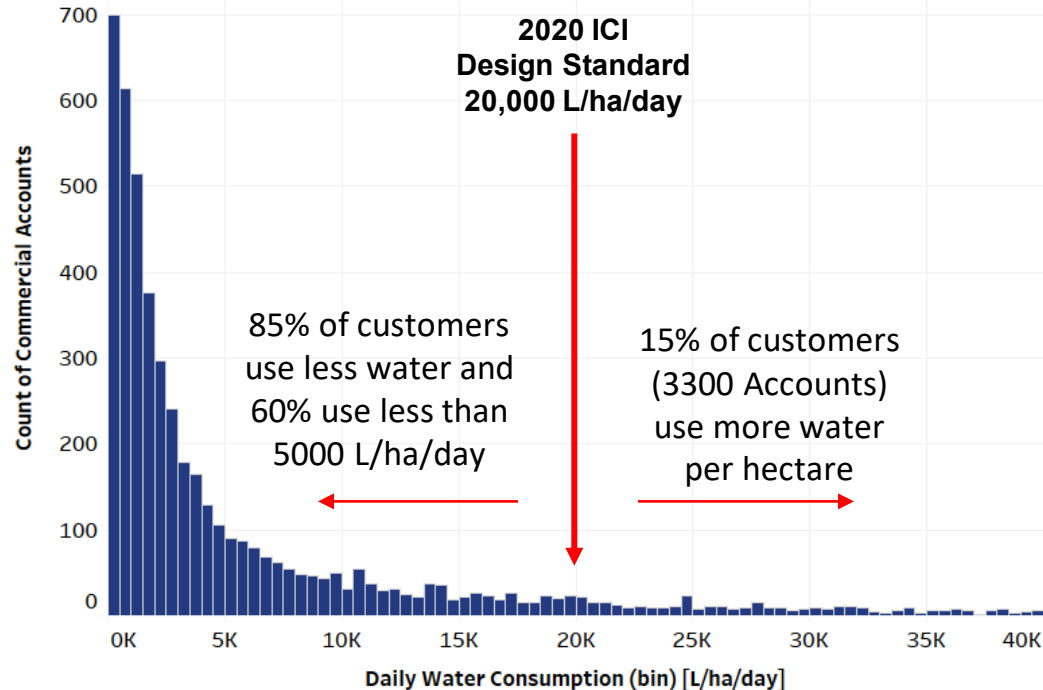 700
600
500
400
300
200
100
0
Count of Commercial Accounts
2020 ICI
Design Standard
20,000 L/ha/day
85% of customers
use less water and
60% use less than
5000 L/ha/day
15% of customers
(3300 Accounts)
use more water
per hectare
0K 5K 10K 15K 20K 25K 30K 35K 40K
Daily Water Consumption (bin) [L/ha/day]